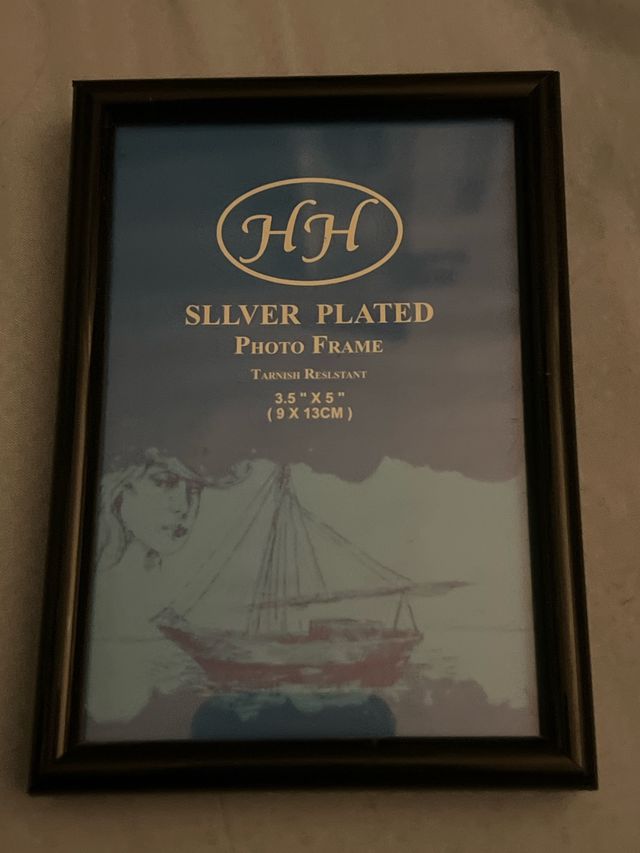 HH
SLLVER PLATED
PHOTO FRAME
TARNISH RESLSTANT
3.5 " X 5 "
( 9 X 13CM )